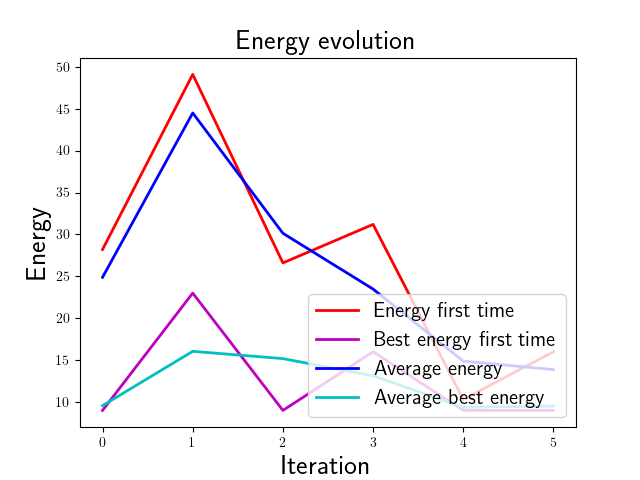 Energy evolution
50
45
40
35
30
25
20
15
10
Energy
Energy first time
Best energy first time
Average energy
Average best energy
0 1 2 3 4 5
Iteration